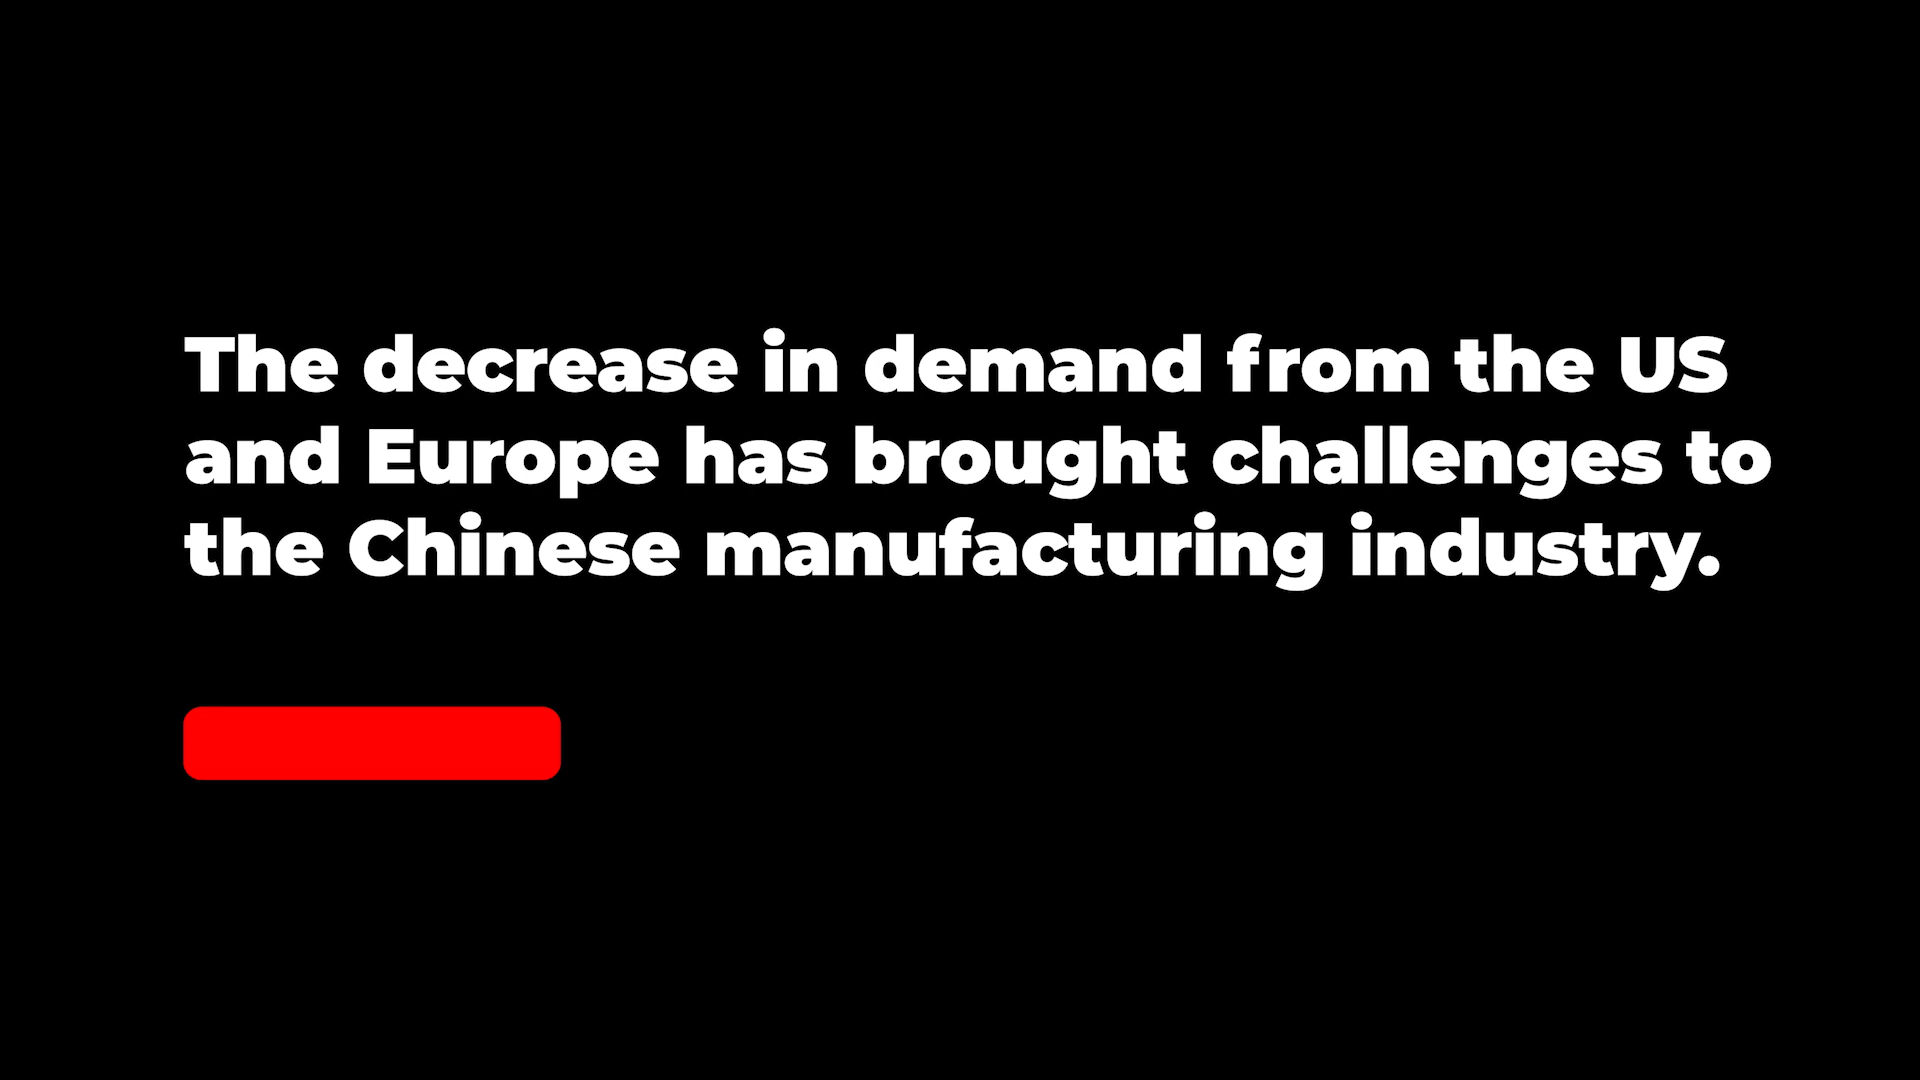 The decrease in demand from the US
and Europe has brought challenges to
the Chinese manufacturing industry.